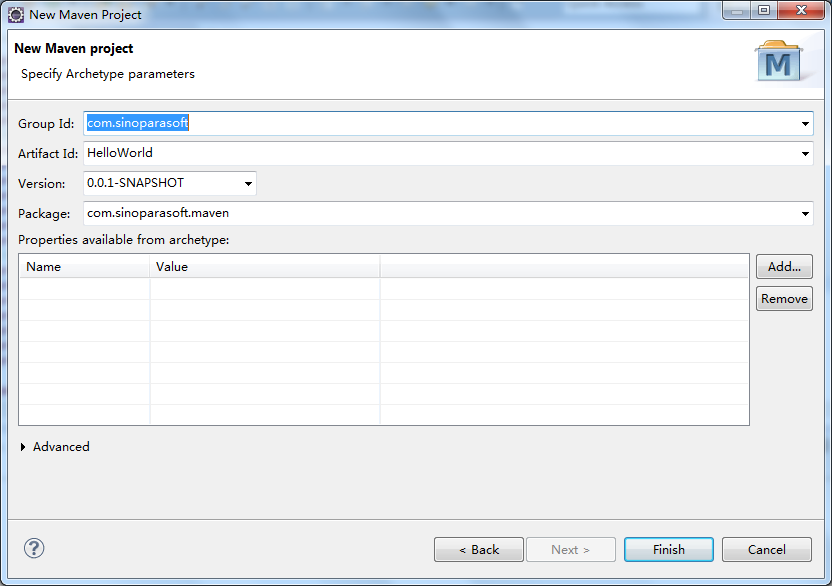 New Maven Project
New Maven project
Specify Archetype parameters
M
Group Id: com.sinoparasoft
Artifact Id: HelloWorld
Version: 0.0.1-SNAPSHOT
Package: com.sinoparasoft.maven
Properties available from archetype:
Name Value
Add...
Remove
Advanced
? < Back Next > Finish Cancel